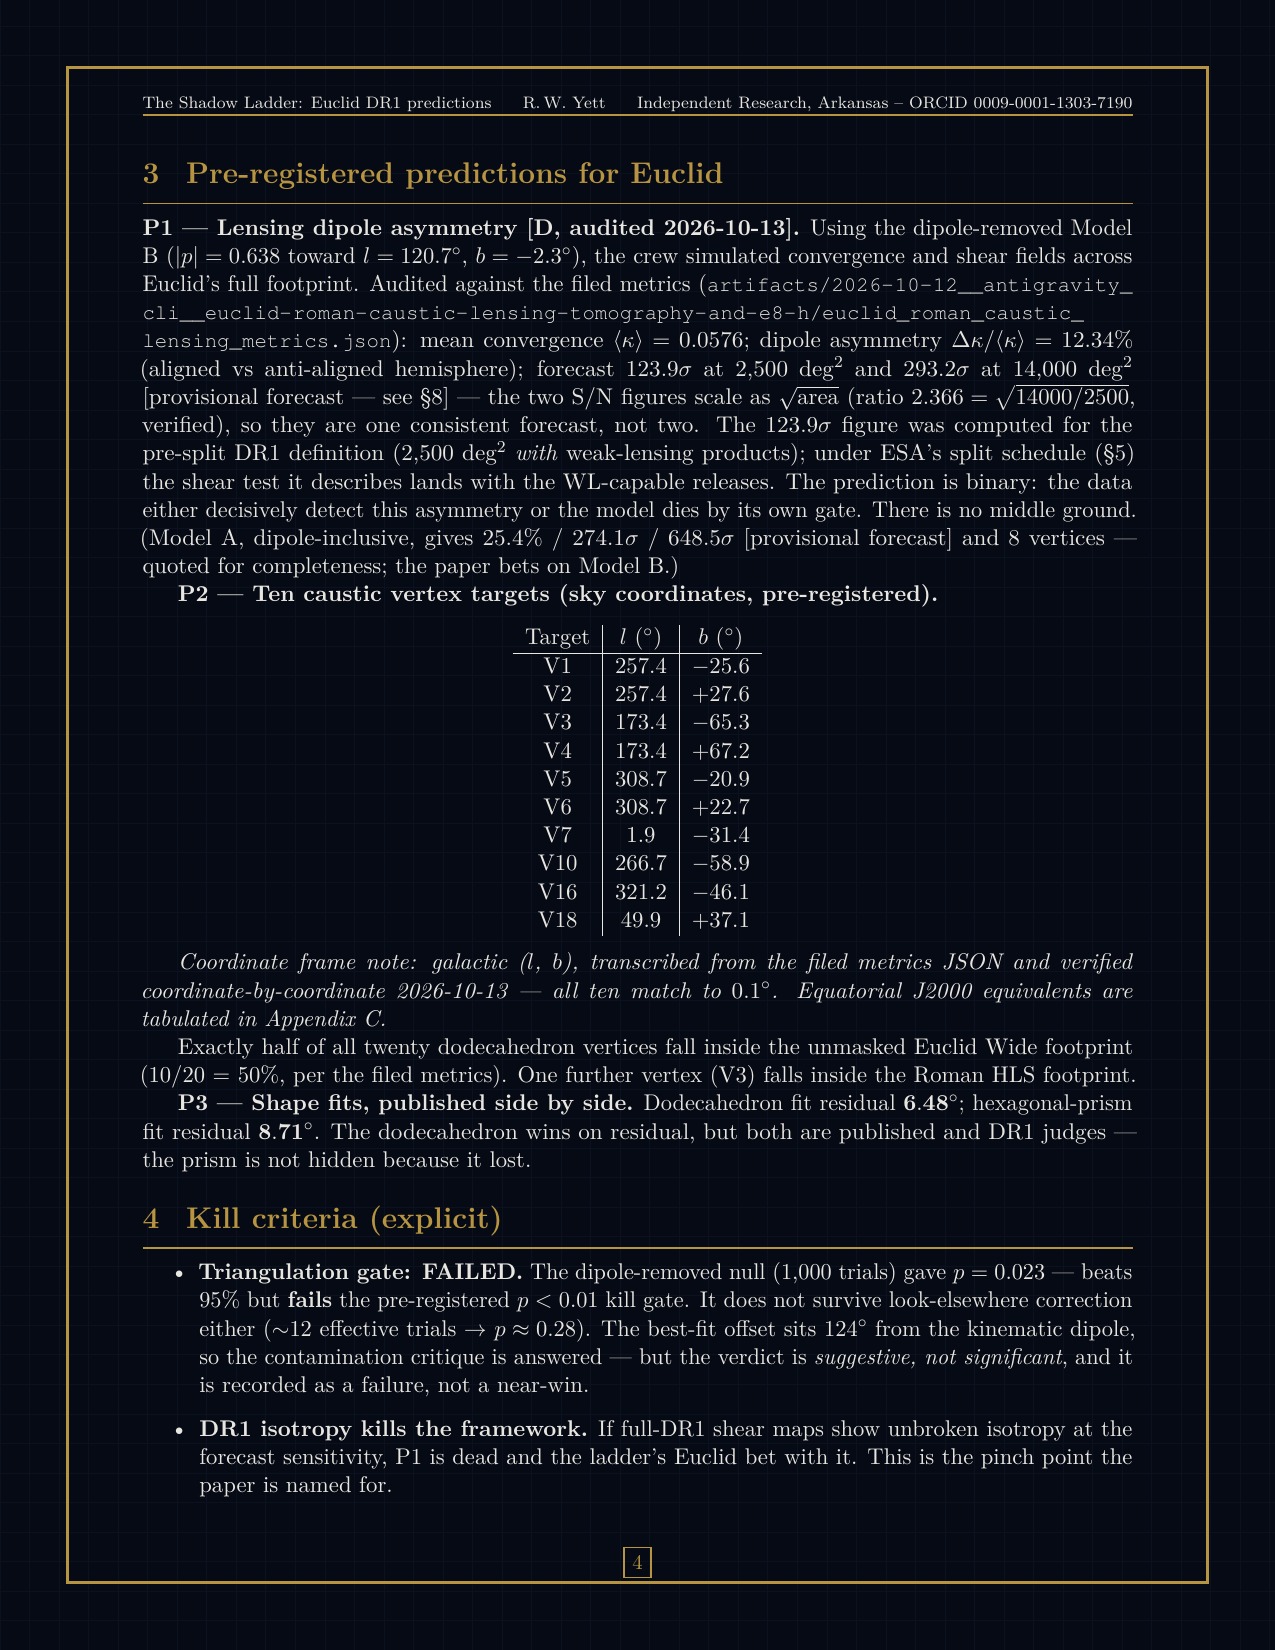 The Shadow Ladder: Euclid DR1 predictions R. W. Yett Independent Research, Arkansas – ORCID 0009-0001-1303-7190
3 Pre-registered predictions for Euclid
P1 — Lensing dipole asymmetry [D, audited 2026-10-13]. Using the dipole-removed Model
B (|p| = 0.638 toward l = 120.7°, b = −2.3°), the crew simulated convergence and shear fields across
Euclid's full footprint. Audited against the filed metrics (artifacts/2026-10-12__antigravity_
cli__euclid-roman-caustic-lensing-tomography-and-e8-h/euclid_roman_caustic_
lensing_metrics.json): mean convergence ⟨κ⟩ = 0.0576; dipole asymmetry Δκ/⟨κ⟩ = 12.34%
(aligned vs anti-aligned hemisphere); forecast 123.9σ at 2,500 deg² and 293.2σ at 14,000 deg²
[provisional forecast — see §8] — the two S/N figures scale as √area (ratio 2.366 = √14000/2500,
verified), so they are one consistent forecast, not two. The 123.9σ figure was computed for the
pre-split DR1 definition (2,500 deg² with weak-lensing products); under ESA's split schedule (§5)
the shear test it describes lands with the WL-capable releases. The prediction is binary: the data
either decisively detect this asymmetry or the model dies by its own gate. There is no middle ground.
(Model A, dipole-inclusive, gives 25.4% / 274.1σ / 648.5σ [provisional forecast] and 8 vertices —
quoted for completeness; the paper bets on Model B.)
P2 — Ten caustic vertex targets (sky coordinates, pre-registered).
Target l (°) b (°)
V1 257.4 −25.6
V2 257.4 +27.6
V3 173.4 −65.3
V4 173.4 +67.2
V5 308.7 −20.9
V6 308.7 +22.7
V7 1.9 −31.4
V10 266.7 −58.9
V16 321.2 −46.1
V18 49.9 +37.1
Coordinate frame note: galactic (l, b), transcribed from the filed metrics JSON and verified
coordinate-by-coordinate 2026-10-13 — all ten match to 0.1°. Equatorial J2000 equivalents are
tabulated in Appendix C.
Exactly half of all twenty dodecahedron vertices fall inside the unmasked Euclid Wide footprint
(10/20 = 50%, per the filed metrics). One further vertex (V3) falls inside the Roman HLS footprint.
P3 — Shape fits, published side by side. Dodecahedron fit residual 6.48°; hexagonal-prism
fit residual 8.71°. The dodecahedron wins on residual, but both are published and DR1 judges —
the prism is not hidden because it lost.
4 Kill criteria (explicit)
• Triangulation gate: FAILED. The dipole-removed null (1,000 trials) gave p = 0.023 — beats
95% but fails the pre-registered p < 0.01 kill gate. It does not survive look-elsewhere correction
either (∼12 effective trials → p ≈ 0.28). The best-fit offset sits 124° from the kinematic dipole,
so the contamination critique is answered — but the verdict is suggestive, not significant, and it
is recorded as a failure, not a near-win.
• DR1 isotropy kills the framework. If full-DR1 shear maps show unbroken isotropy at the
forecast sensitivity, P1 is dead and the ladder's Euclid bet with it. This is the pinch point the
paper is named for.
4